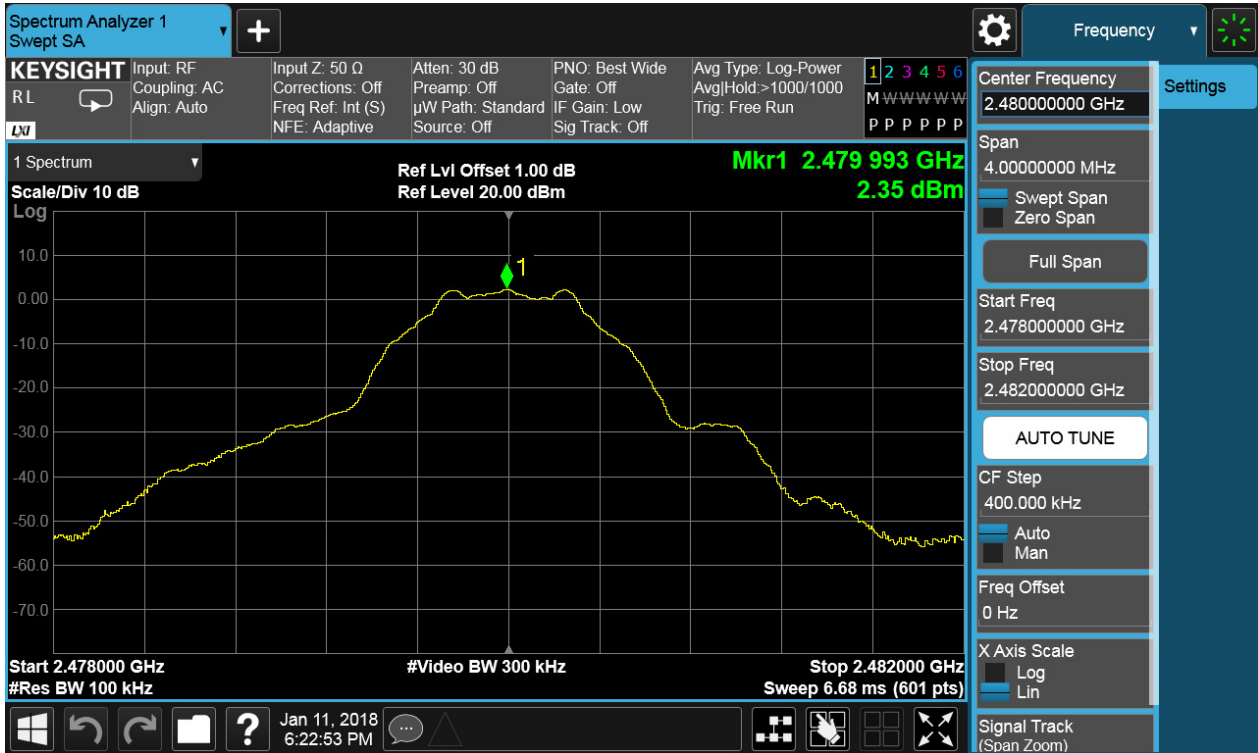 Spectrum Analyzer 1
Swept SA
+
Frequency
KEYSIGHT
RL
LXI
Input: RF
Coupling: AC
Align: Auto
Input Z: 50 Ω
Corrections: Off
Freq Ref: Int (S)
NFE: Adaptive
Atten: 30 dB
Preamp: Off
µW Path: Standard
Source: Off
PNO: Best Wide
Gate: Off
IF Gain: Low
Sig Track: Off
Avg Type: Log-Power
Avg|Hold:>1000/1000
Trig: Free Run
1 2 3 4 5 6
M W W W W W
P P P P P P
Center Frequency
2.480000000 GHz
Settings
Span
4.00000000 MHz
Swept Span
Zero Span
Full Span
Start Freq
2.478000000 GHz
Stop Freq
2.482000000 GHz
AUTO TUNE
CF Step
400.000 kHz
Auto
Man
Freq Offset
0 Hz
X Axis Scale
Log
Lin
Signal Track
(Span Zoom)
1 Spectrum
Scale/Div 10 dB
Log
Ref Lvl Offset 1.00 dB
Ref Level 20.00 dBm
Mkr1 2.479 993 GHz
2.35 dBm
1
10.0
0.00
-10.0
-20.0
-30.0
-40.0
-50.0
-60.0
-70.0
Start 2.478000 GHz
#Video BW 300 kHz
Stop 2.482000 GHz
#Res BW 100 kHz
Sweep 6.68 ms (601 pts)
?
Jan 11, 2018
6:22:53 PM